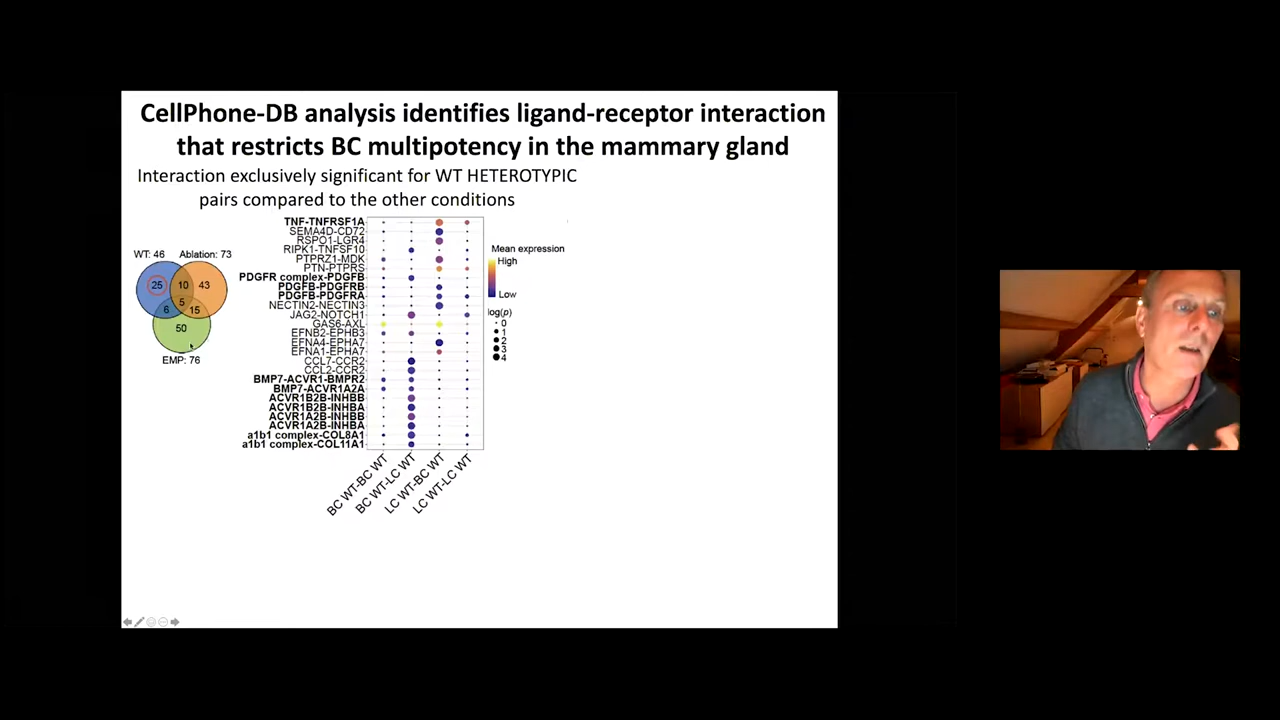 CellPhone-DB analysis identifies ligand-receptor interaction
that restricts BC multipotency in the mammary gland
Interaction exclusively significant for WT HETEROTYPIC
pairs compared to the other conditions
WT: 46 Ablation: 73
25 10 43
5
6 15
50
EMP: 76
TNF-TNFRSF1A
SEMA4D-CD72
RSPO1-LGR4
RIPK1-TNFSF10
PTPRZ1-MDK
PTN-PTPRS
PDGFR complex-PDGFB
PDGFB-PDGFRB
PDGFB-PDGFRA
NECTIN2-NECTIN3
JAG2-NOTCH1
GAS6-AXL
EFNB2-EPHB3
EFNA4-EPHA7
EFNA1-EPHA7
CCL7-CCR2
CCL2-CCR2
BMP7-ACVR1-BMPR2
BMP7-ACVR1A2A
ACVR1B2B-INHBB
ACVR1B2B-INHBA
ACVR1A2B-INHBB
ACVR1A2B-INHBA
a1b1 complex-COL8A1
a1b1 complex-COL11A1
BC WT-BC WT
BC WT-LC WT
LC WT-BC WT
LC WT-LC WT
Mean expression
High
Low
log(p)
0
1
2
3
4